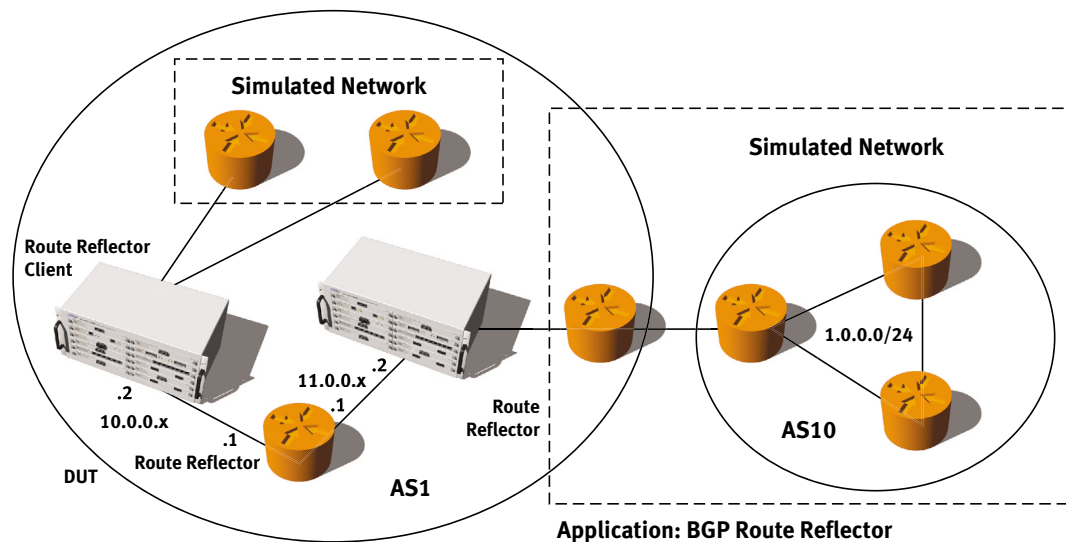 Simulated Network
Simulated Network
Route Reflector
Client
1.0.0.0/24
11.0.0.x
.2
.2
.1
10.0.0.x
Route
Reflector
.1
Route Reflector
AS10
DUT
AS1
Application: BGP Route Reflector